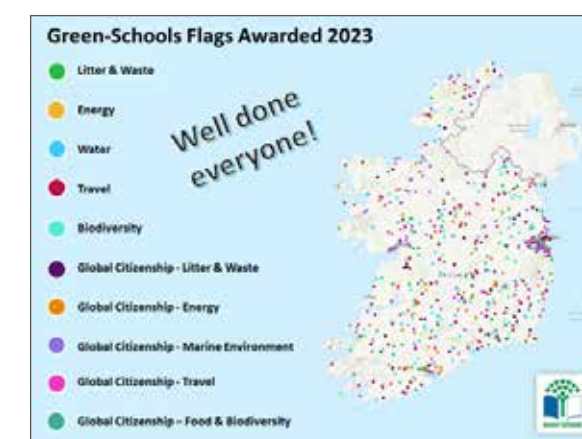 Green-Schools Flags Awarded 2023
Litter & Waste
Energy
Water
Travel
Biodiversity
Global Citizenship - Litter & Waste
Global Citizenship - Energy
Global Citizenship - Marine Environment
Global Citizenship - Travel
Global Citizenship – Food & Biodiversity
Well done
everyone!